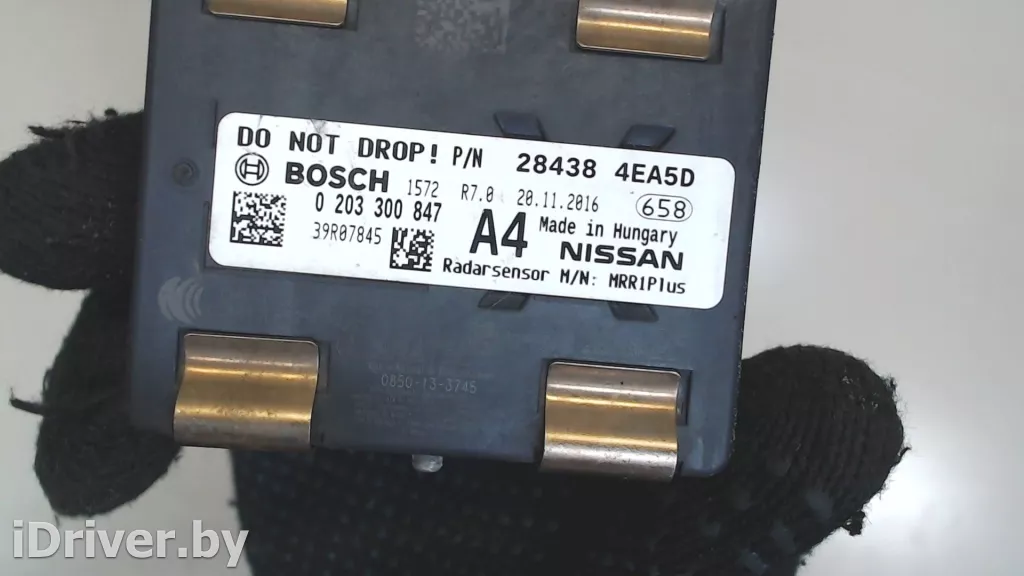 DO NOT DROP! P/N 28438 4EA5D
BOSCH 1572 R7.0 20.11.2016 658
0 203 300 847 A4 Made in Hungary
39R07845 NISSAN
Radarsensor M/N: MRR1Plus
0850-13-3745
iDriver.by